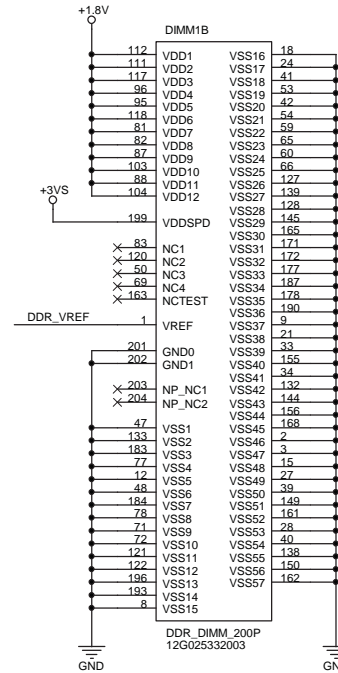 +1.8V
DIMM1B
112 VDD1 VSS16 18
111 VDD2 VSS17 24
117 VDD3 VSS18 41
96 VDD4 VSS19 53
95 VDD5 VSS20 42
118 VDD6 VSS21 54
81 VDD7 VSS22 59
82 VDD8 VSS23 65
87 VDD9 VSS24 60
103 VDD10 VSS25 66
88 VDD11 VSS26 127
104 VDD12 VSS27 139
+3VS
VSS28 128
199 VDDSPD VSS29 145
VSS30 165
83 NC1 VSS31 171
120 NC2 VSS32 172
50 NC3 VSS33 177
69 NC4 VSS34 187
163 NCTEST VSS35 178
VSS36 190
DDR_VREF 1 VREF VSS37 9
VSS38 21
201 GND0 VSS39 33
202 GND1 VSS40 155
VSS41 34
203 NP_NC1 VSS42 132
204 NP_NC2 VSS43 144
VSS44 156
47 VSS1 VSS45 168
133 VSS2 VSS46 2
183 VSS3 VSS47 3
77 VSS4 VSS48 15
12 VSS5 VSS49 27
48 VSS6 VSS50 39
184 VSS7 VSS51 149
78 VSS8 VSS52 161
71 VSS9 VSS53 28
72 VSS10 VSS54 40
121 VSS11 VSS55 138
122 VSS12 VSS56 150
196 VSS13 VSS57 162
193 VSS14
8 VSS15
DDR_DIMM_200P
12G025332003
GND